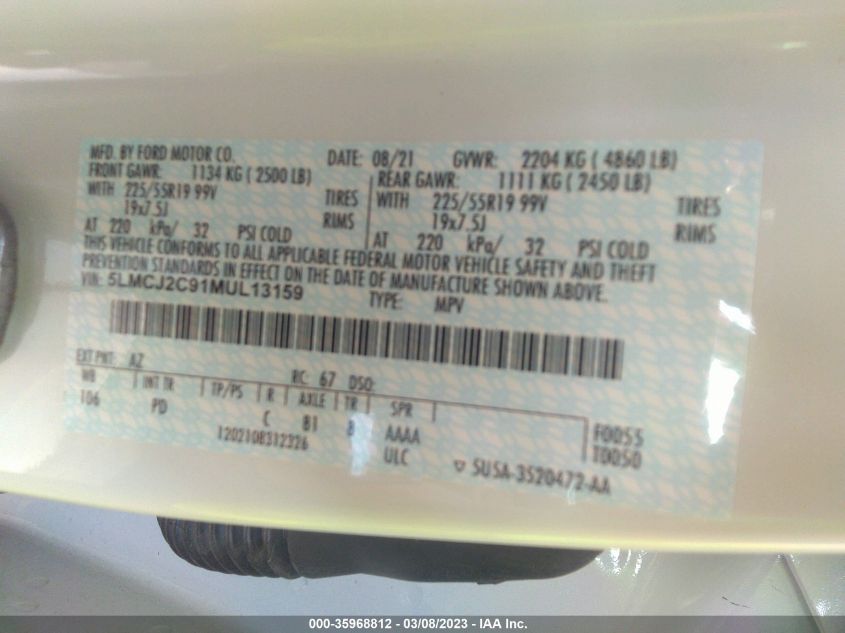 MFD. BY FORD MOTOR CO. DATE: 08/21 GVWR: 2204 KG ( 4860 LB)
FRONT GAWR: 1134 KG ( 2500 LB) REAR GAWR: 1111 KG ( 2450 LB)
WITH 225/55R19 99V TIRES WITH 225/55R19 99V TIRES
19x7.5J RIMS 19x7.5J RIMS
AT 220 kPa/ 32 PSI COLD AT 220 kPa/ 32 PSI COLD
THIS VEHICLE CONFORMS TO ALL APPLICABLE FEDERAL MOTOR VEHICLE SAFETY AND THEFT
PREVENTION STANDARDS IN EFFECT ON THE DATE OF MANUFACTURE SHOWN ABOVE.
VIN: 5LMCJ2C91MUL13159 TYPE: MPV
EXT PNT: AZ RC: 67 DSO:
WB INT TR TP/PS R AXLE TR SPR
106 PD C B1 8 AAAA F0055
1202108312326 ULC T0050
▽ 5U5A-3520472-AA
000-35968812 - 03/08/2023 - IAA Inc.